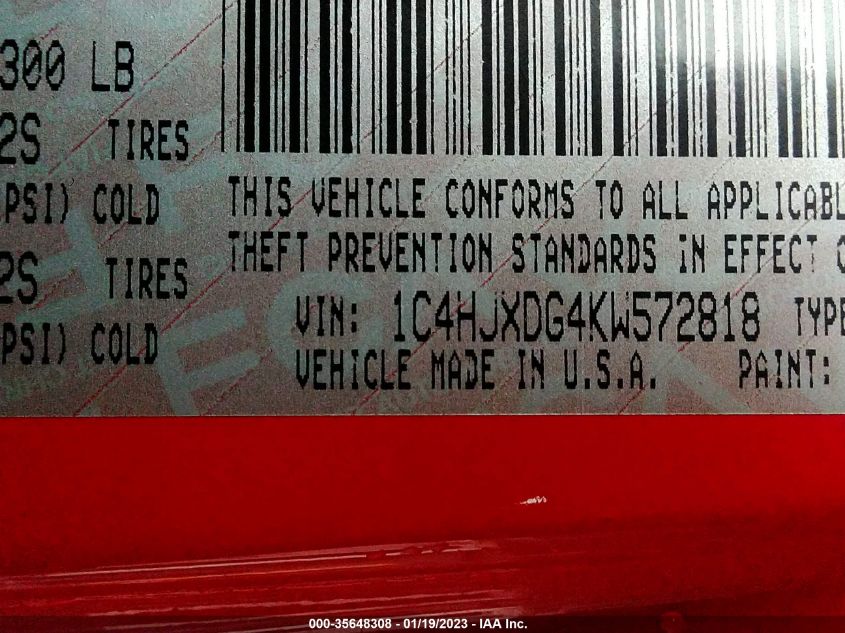 300 LB
2S TIRES
PSI) COLD
2S TIRES
PSI) COLD
THIS VEHICLE CONFORMS TO ALL APPLICABL
THEFT PREVENTION STANDARDS IN EFFECT
VIN: 1C4HJXDG4KW572818 TYPE
VEHICLE MADE IN U.S.A. PAINT:
000-35648308 - 01/19/2023 - IAA Inc.